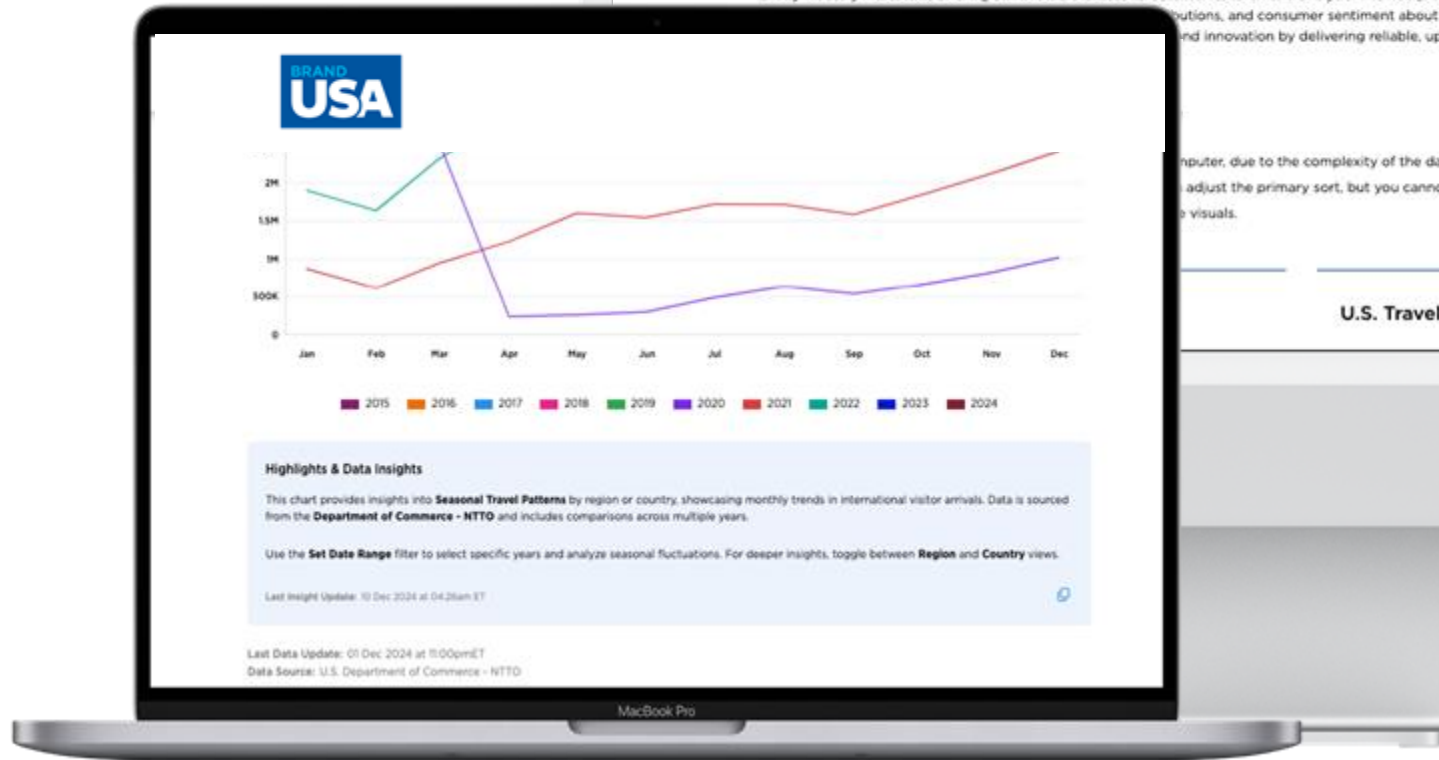 BRAND
USA
2M
1.5M
1M
500K
0
Jan Feb Mar Apr May Jun Jul Aug Sep Oct Nov Dec
2015 2016 2017 2018 2019 2020 2021 2022 2023 2024
Highlights & Data Insights
This chart provides insights into Seasonal Travel Patterns by region or country, showcasing monthly trends in international visitor arrivals. Data is sourced
from the Department of Commerce - NTTO and includes comparisons across multiple years.
Use the Set Date Range filter to select specific years and analyze seasonal fluctuations. For deeper insights, toggle between Region and Country views.
Last Insight Update: 10 Dec 2024 at 04:26am ET
Last Data Update: 01 Dec 2024 at 11:00pmET
Data Source: U.S. Department of Commerce - NTTO
MacBook Pro
and consumer sentiment about
innovation by delivering reliable,
due to the complexity of the
adjust the primary sort, but you
visuals.
U.S. Travel